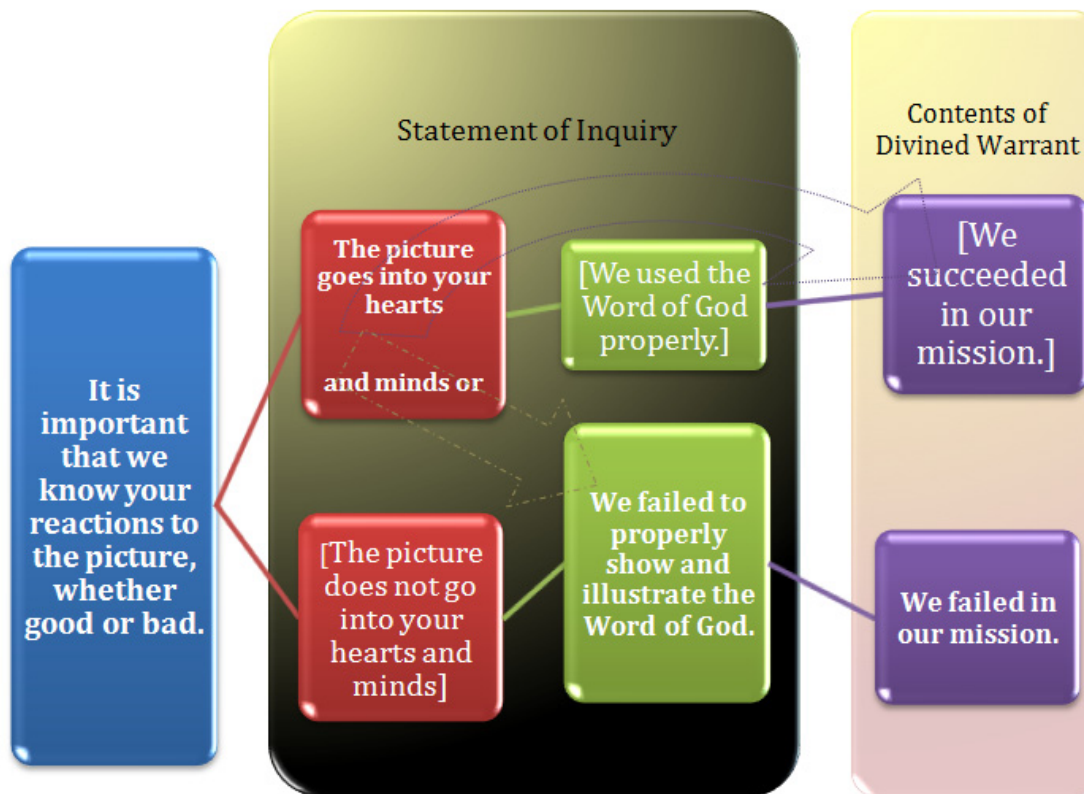 Statement of Inquiry
Contents of
Divined Warrant
It is
important
that we
know your
reactions to
the picture,
whether
good or bad.
The picture
goes into your
hearts
and minds or
[We used the
Word of God
properly.]
[We
succeeded
in our
mission.]
[The picture
does not go
into your
hearts and
minds]
We failed to
properly
show and
illustrate the
Word of God.
We failed in
our mission.